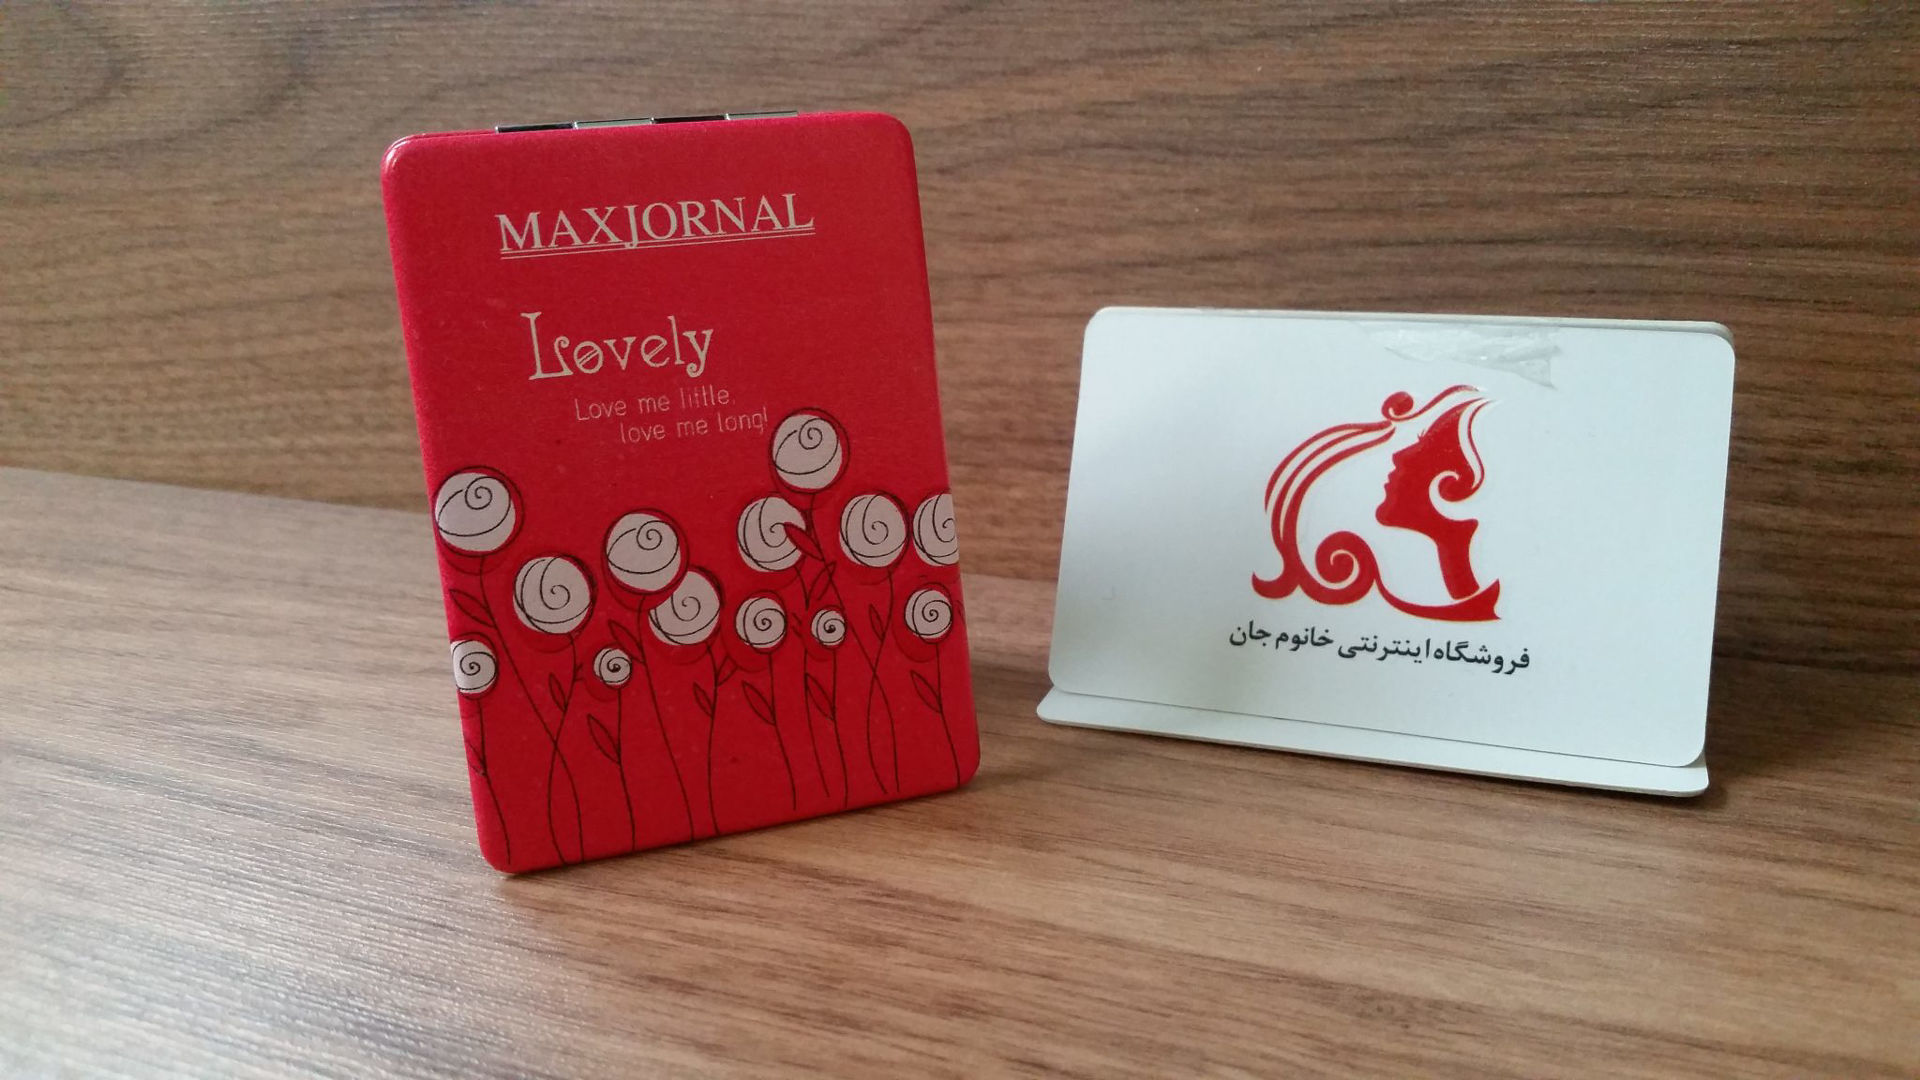 MAXJORNAL
Lovely
Love me little,
love me long!
فروشگاه اینترنتی خانوم جان